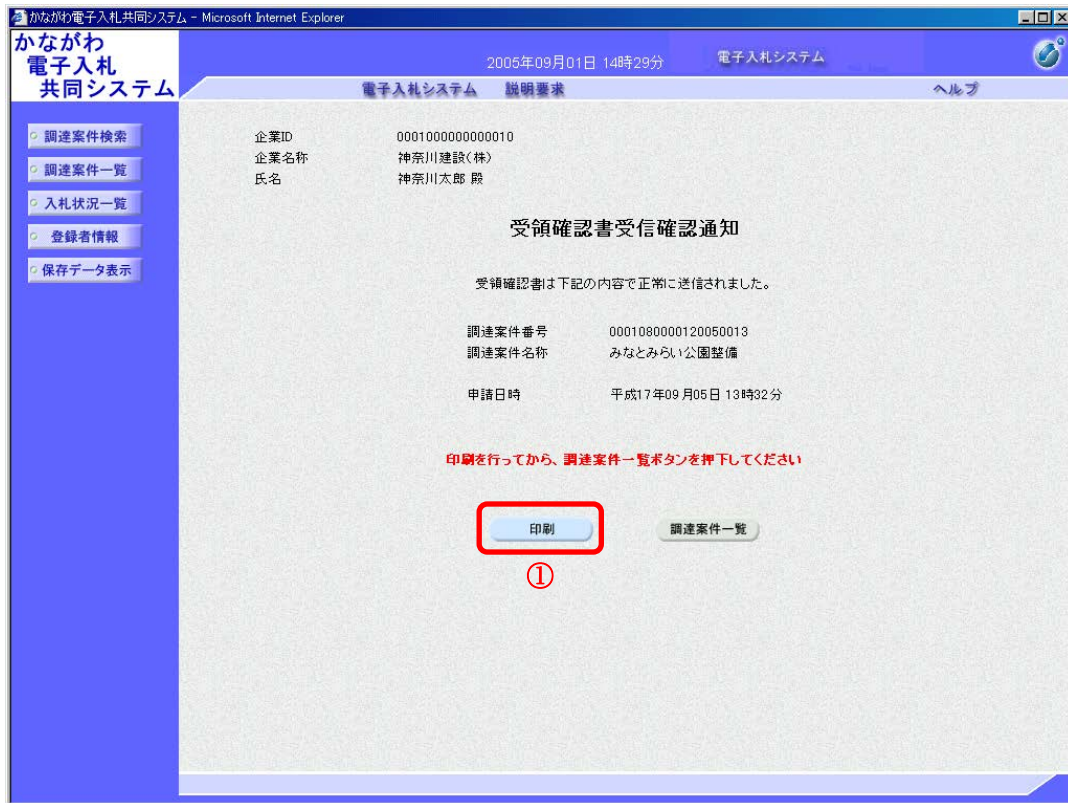 かながわ電子入札共同システム - Microsoft Internet Explorer
かながわ
電子入札
共同システム
2005年09月01日 14時29分
電子入札システム
電子入札システム 説明要求 ヘルプ
調達案件検索
調達案件一覧
入札状況一覧
登録者情報
保存データ表示
企業ID 0001000000000010
企業名称 神奈川建設(株)
氏名 神奈川太郎 殿
受領確認書受信確認通知
受領確認書は下記の内容で正常に送信されました。
調達案件番号 0001080000120050013
調達案件名称 みなとみらい公園整備
申請日時 平成17年09月05日 13時32分
印刷を行ってから、調達案件一覧ボタンを押下してください
印刷 調達案件一覧
①